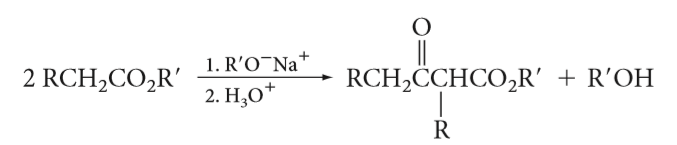 O
2 RCH₂CO₂R′ 1. R′O⁻Na⁺ RCH₂CCHCO₂R′ + R′OH
2. H₃O⁺
R